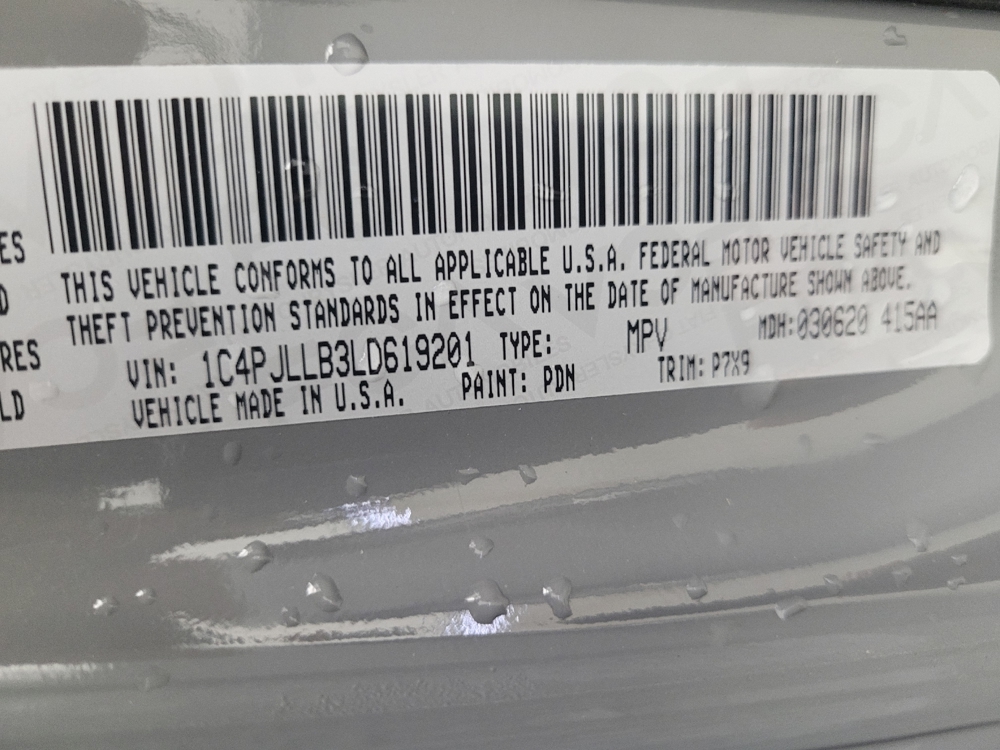 ES
THIS VEHICLE CONFORMS TO ALL APPLICABLE U.S.A. FEDERAL MOTOR VEHICLE SAFETY AND
D
THEFT PREVENTION STANDARDS IN EFFECT ON THE DATE OF MANUFACTURE SHOWN ABOVE.
RES
VIN: 1C4PJLLB3LD619201 TYPE: MPV MDH:030620 415AA
LD
VEHICLE MADE IN U.S.A. PAINT: PDN TRIM: P7X9